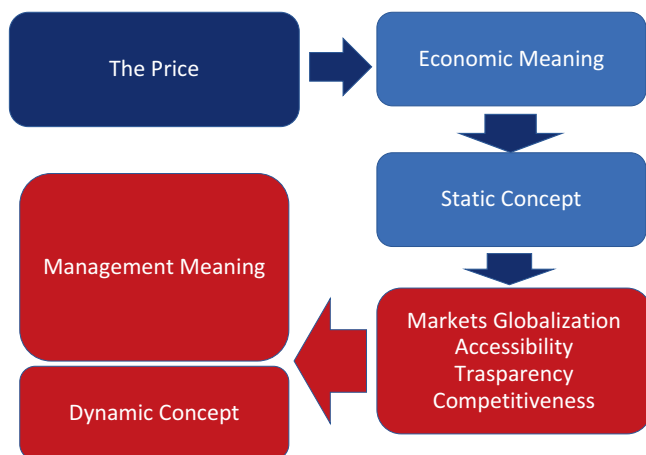 The Price
Economic Meaning
Static Concept
Markets Globalization
Accessibility
Trasparency
Competitiveness
Management Meaning
Dynamic Concept